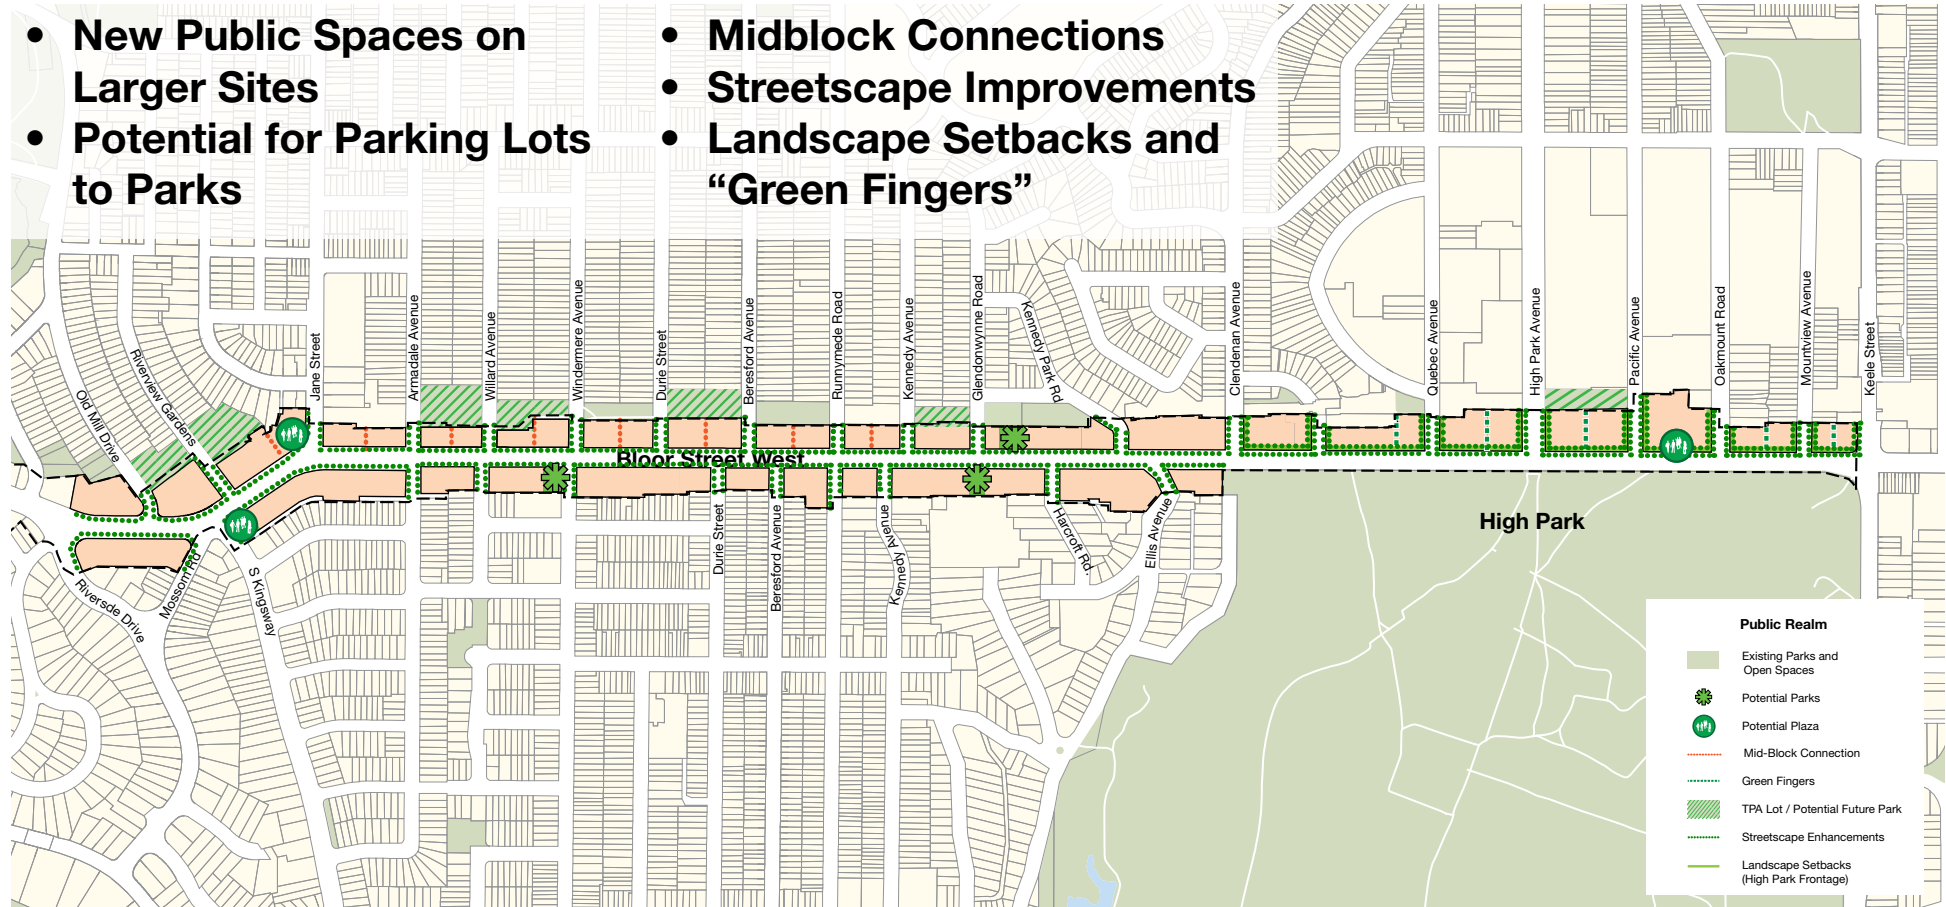 • New Public Spaces on
Larger Sites
• Potential for Parking Lots
to Parks
• Midblock Connections
• Streetscape Improvements
• Landscape Setbacks and
“Green Fingers”
Old Mill Drive
Riverview Gardens
Jane Street
Armadale Avenue
Willard Avenue
Windermere Avenue
Durie Street
Beresford Avenue
Runnymede Road
Kennedy Avenue
Glendonwynne Road
Kennedy Park Rd
Clendenan Avenue
Quebec Avenue
High Park Avenue
Pacific Avenue
Oakmount Road
Mountview Avenue
Keele Street
Bloor Street West
Riversde Drive
Mossom Rd
S Kingsway
Durie Street
Beresford Avenue
Kennedy Avenue
Harcroft Rd.
Ellis Avenue
High Park
Public Realm
Existing Parks and
Open Spaces
Potential Parks
Potential Plaza
Mid-Block Connection
Green Fingers
TPA Lot / Potential Future Park
Streetscape Enhancements
Landscape Setbacks
(High Park Frontage)